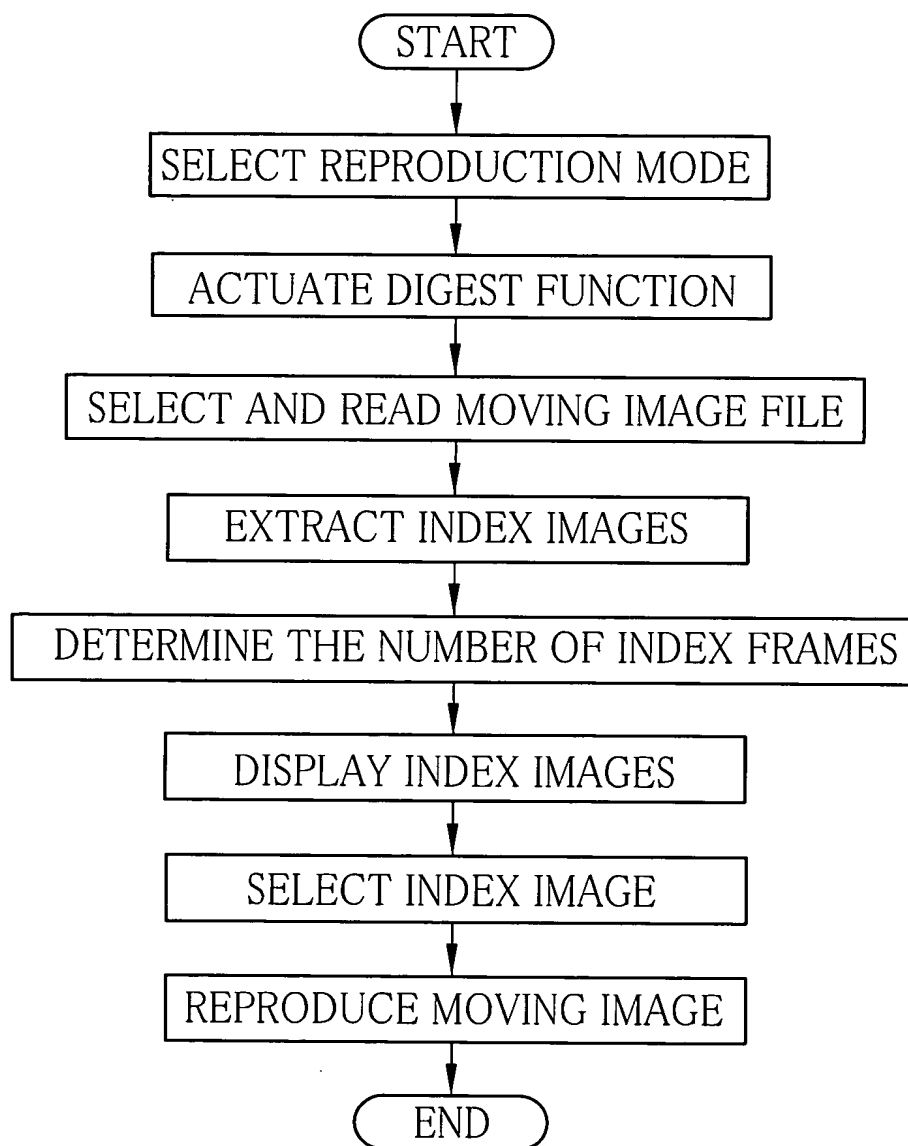 START
SELECT REPRODUCTION MODE
ACTUATE DIGEST FUNCTION
SELECT AND READ MOVING IMAGE FILE
EXTRACT INDEX IMAGES
DETERMINE THE NUMBER OF INDEX FRAMES
DISPLAY INDEX IMAGES
SELECT INDEX IMAGE
REPRODUCE MOVING IMAGE
END